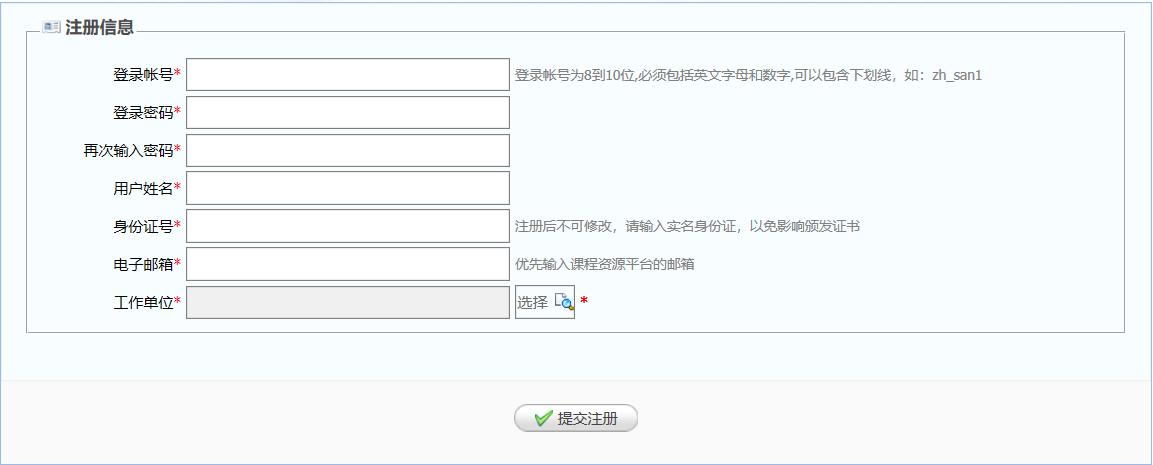 注册信息
登录帐号* 登录帐号为8到10位,必须包括英文字母和数字,可以包含下划线，如：zh_san1
登录密码*
再次输入密码*
用户姓名*
身份证号* 注册后不可修改，请输入实名身份证，以免影响颁发证书
电子邮箱* 优先输入课程资源平台的邮箱
工作单位* 选择 *
提交注册